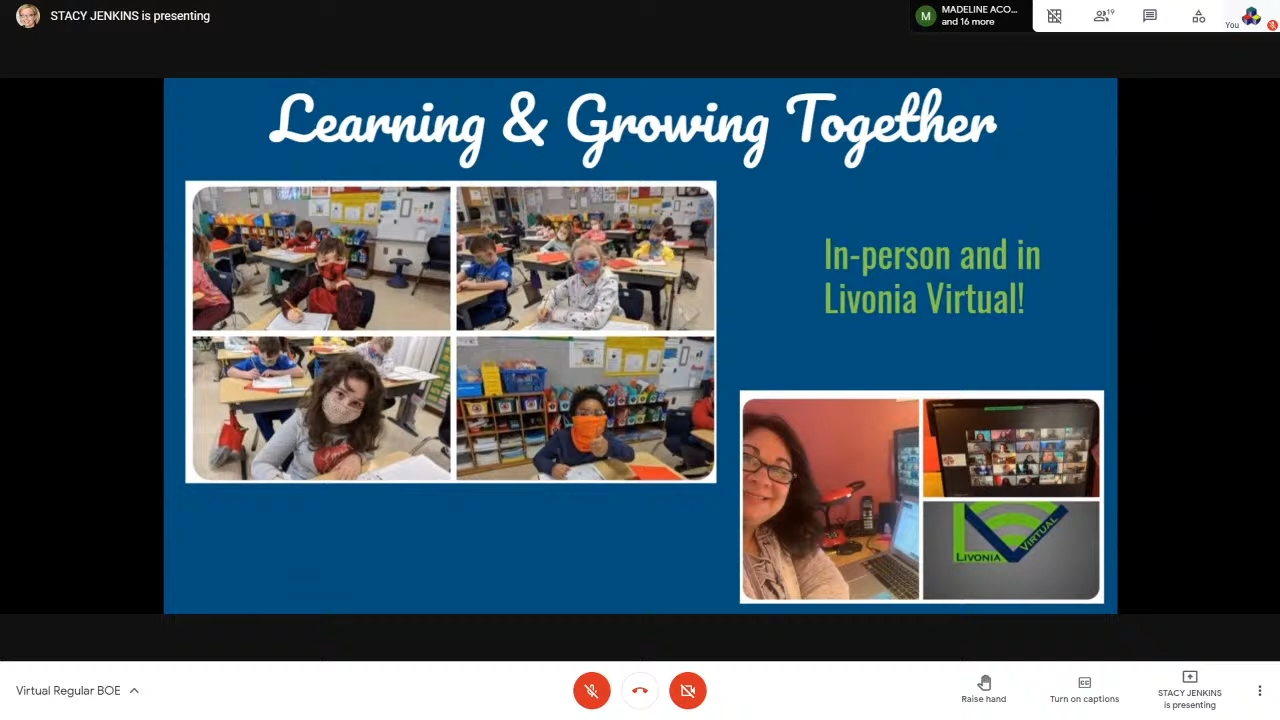 STACY JENKINS is presenting
M
MADELINE ACO...
and 16 more
19
You
Learning & Growing Together
In-person and in
Livonia Virtual!
LIVONIA
VIRTUAL
Virtual Regular BOE
Raise hand
Turn on captions
STACY JENKINS
is presenting